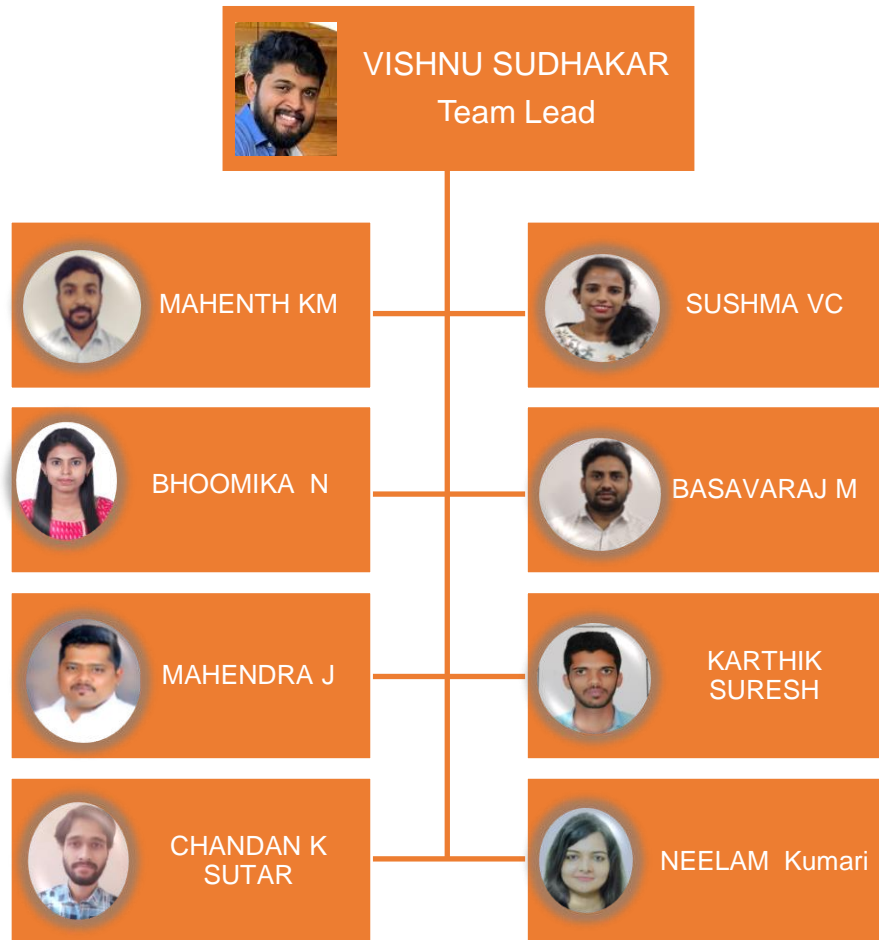 VISHNU SUDHAKAR
Team Lead
MAHENTH KM
SUSHMA VC
BHOOMIKA N
BASAVARAJ M
MAHENDRA J
KARTHIK
SURESH
CHANDAN K
SUTAR
NEELAM Kumari